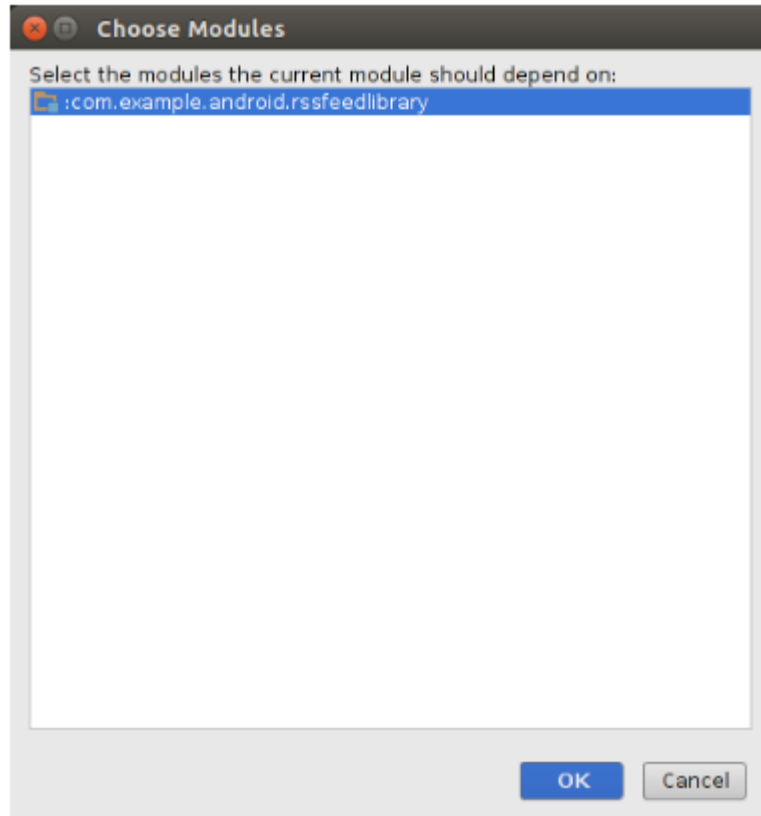 Choose Modules
Select the modules the current module should depend on:
:com.example.android.rssfeedlibrary
OK Cancel